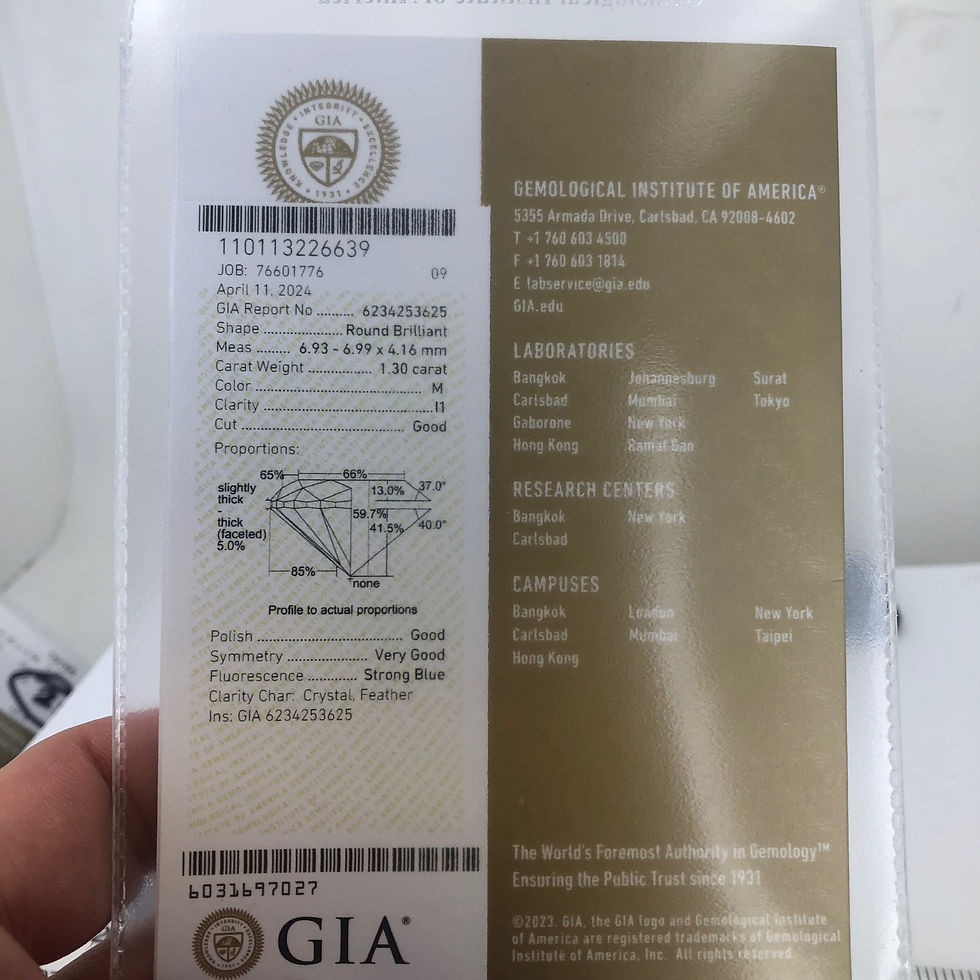 KNOWLEDGE • INTEGRITY • EXCELLENCE
GIA
• 1931 •
110113226639
JOB: 76601776 09
April 11, 2024
GIA Report No .......... 6234253625
Shape ...................... Round Brilliant
Meas ......... 6.93 - 6.99 x 4.16 mm
Carat Weight .................. 1.30 carat
Color ............................................... M
Clarity ............................................. I1
Cut .............................................. Good
Proportions:
65% 66%
slightly thick
-
thick
(faceted)
5.0%
13.0% 37.0°
59.7%
41.5% 40.0°
85%
none
Profile to actual proportions
Polish ........................................ Good
Symmetry ....................... Very Good
Fluorescence ............. Strong Blue
Clarity Char: Crystal, Feather
Ins: GIA 6234253625
6031697027
GIA®
GEMOLOGICAL INSTITUTE OF AMERICA®
5355 Armada Drive, Carlsbad, CA 92008-4602
T +1 760 603 4500
F +1 760 603 1814
E labservice@gia.edu
GIA.edu
LABORATORIES
Bangkok Johannesburg Surat
Carlsbad Mumbai Tokyo
Gaborone New York
Hong Kong Ramat Gan
RESEARCH CENTERS
Bangkok New York
Carlsbad
CAMPUSES
Bangkok London New York
Carlsbad Mumbai Taipei
Hong Kong
The World's Foremost Authority in Gemology™
Ensuring the Public Trust since 1931
©2023. GIA, the GIA logo and Gemological Institute
of America are registered trademarks of Gemological
Institute of America, Inc. All rights reserved.